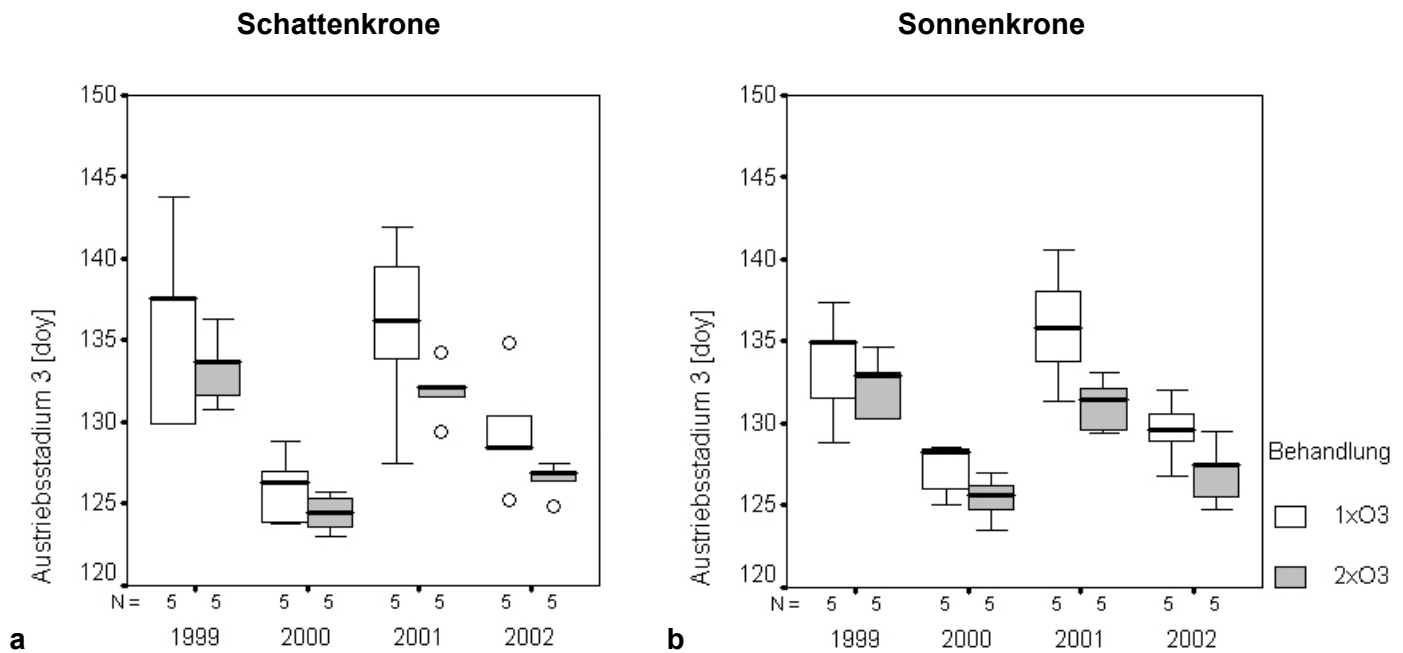 Schattenkrone
Sonnenkrone
Austriebsstadium 3 [doy]
150
145
140
135
130
125
120
N = 5 5 5 5 5 5 5 5
1999 2000 2001 2002
a
Austriebsstadium 3 [doy]
150
145
140
135
130
125
120
N = 5 5 5 5 5 5 5 5
1999 2000 2001 2002
b
Behandlung
1xO3
2xO3